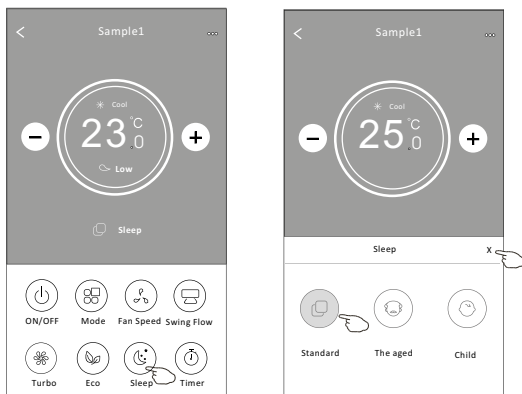 Sample1
Cool
23.0°C
Low
Sleep
ON/OFF Mode Fan Speed Swing Flow
Turbo Eco Sleep Timer
Sample1
Cool
25.0°C
Sleep X
Standard The aged Child